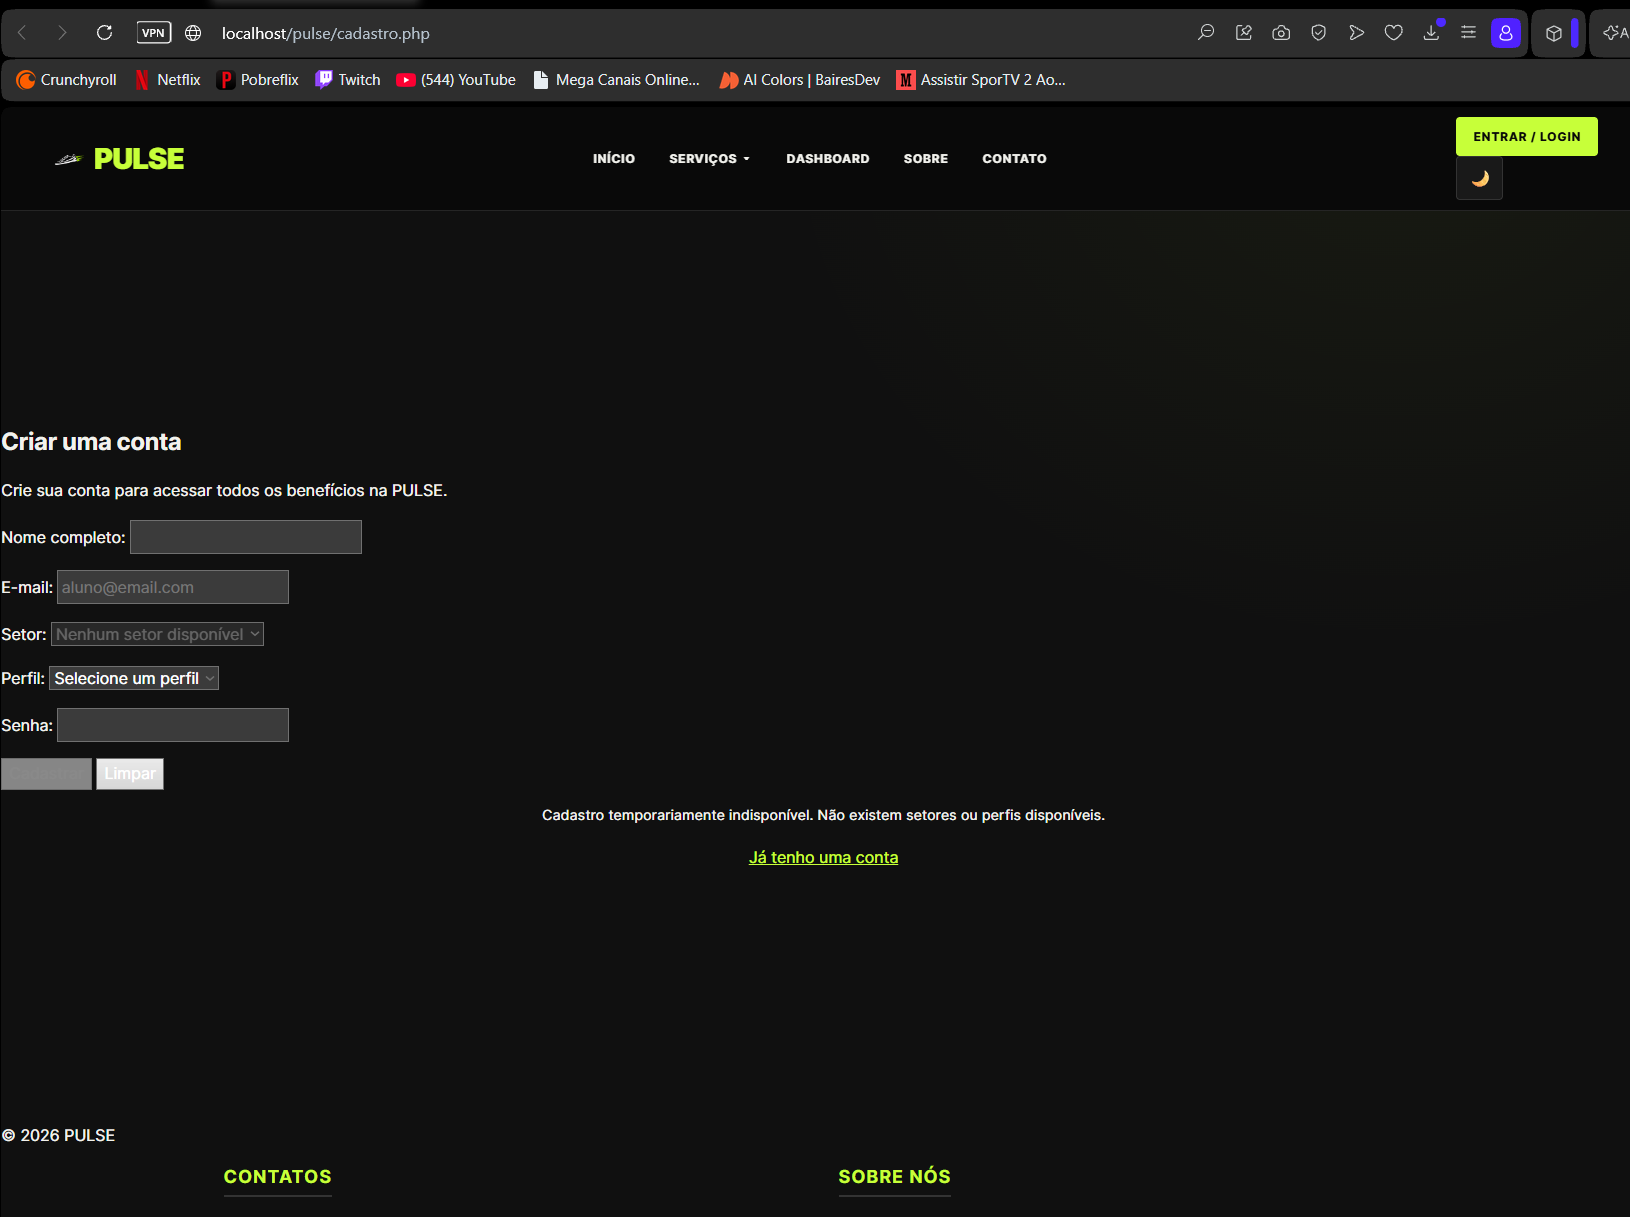 VPN localhost/pulse/cadastro.php
Crunchyroll Netflix Pobreflix Twitch (544) YouTube Mega Canais Online... AI Colors | BairesDev Assistir SporTV 2 Ao...
PULSE INÍCIO SERVIÇOS DASHBOARD SOBRE CONTATO ENTRAR / LOGIN
Criar uma conta
Crie sua conta para acessar todos os benefícios na PULSE.
Nome completo:
E-mail: aluno@email.com
Setor: Nenhum setor disponível
Perfil: Selecione um perfil
Senha:
Limpar
Cadastro temporariamente indisponível. Não existem setores ou perfis disponíveis.
Já tenho uma conta
© 2026 PULSE
CONTATOS SOBRE NÓS